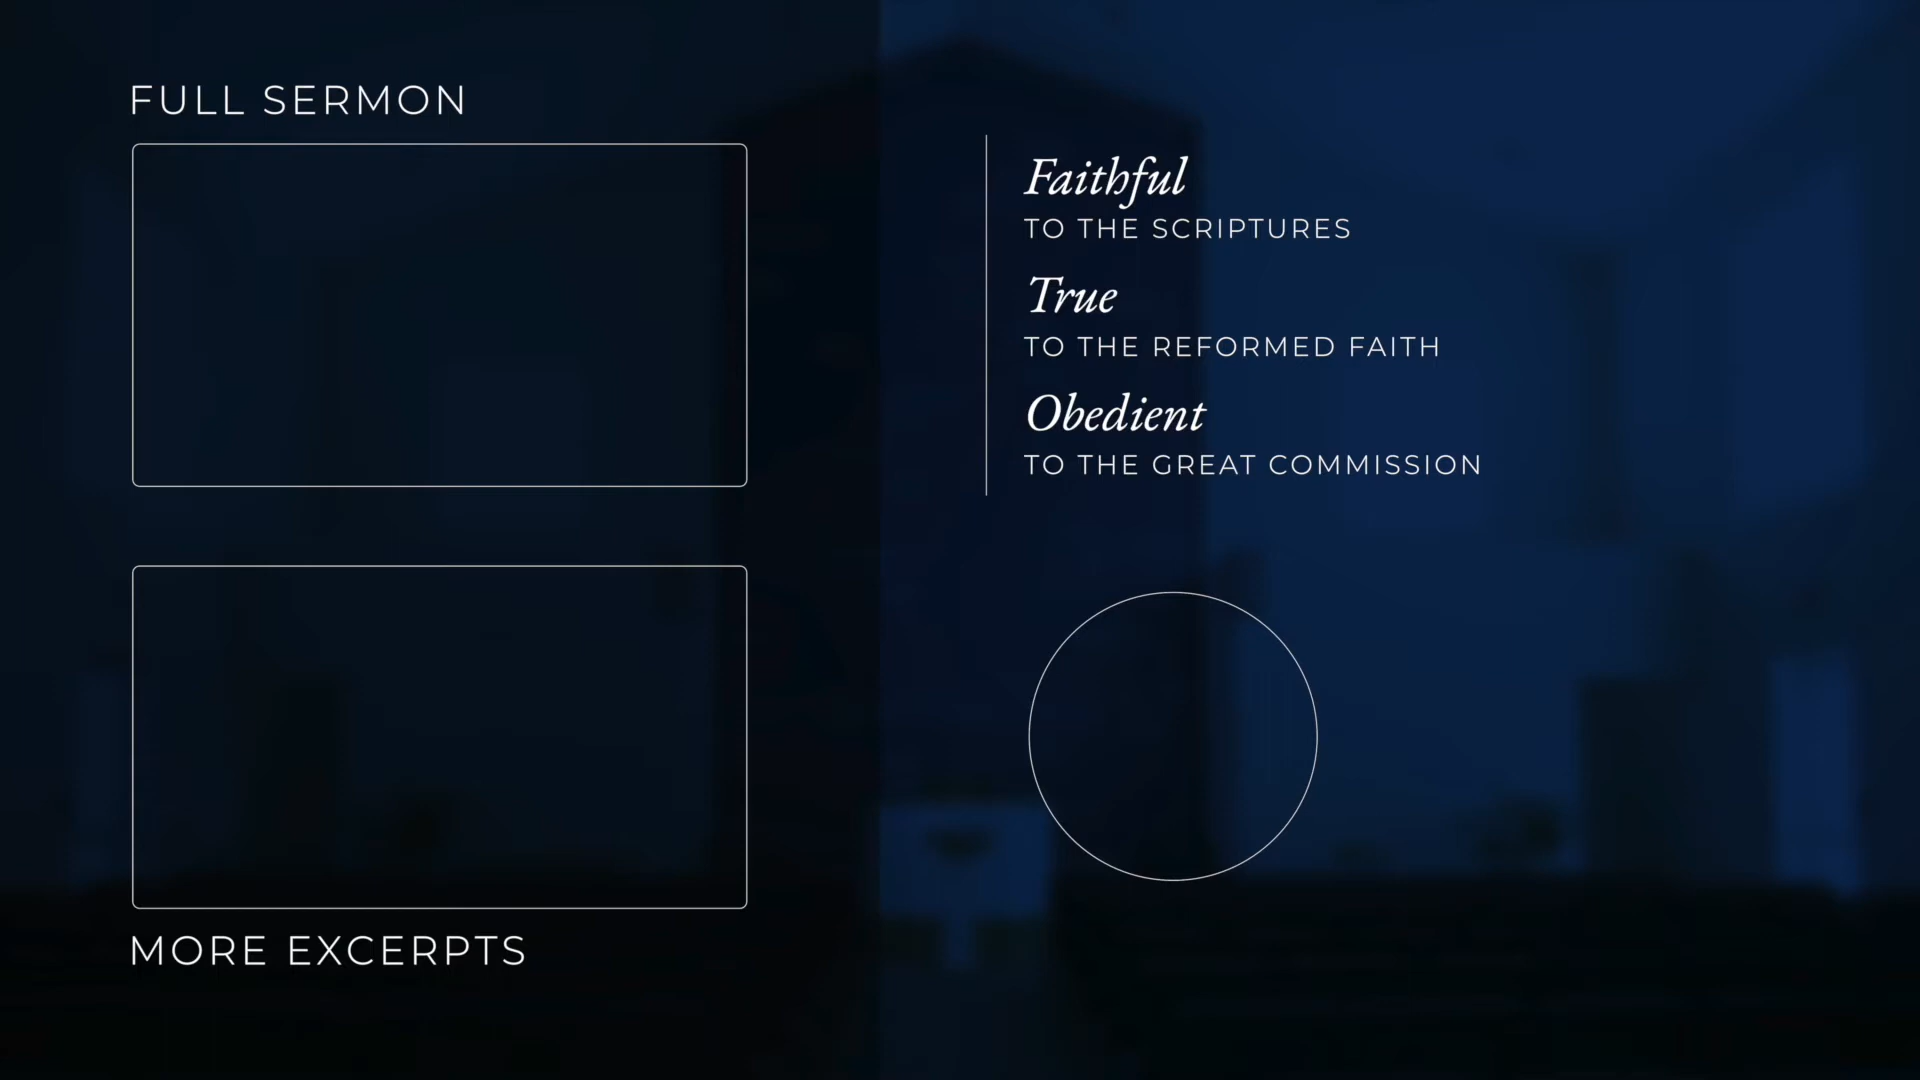 FULL SERMON
MORE EXCERPTS
Faithful
TO THE SCRIPTURES
True
TO THE REFORMED FAITH
Obedient
TO THE GREAT COMMISSION